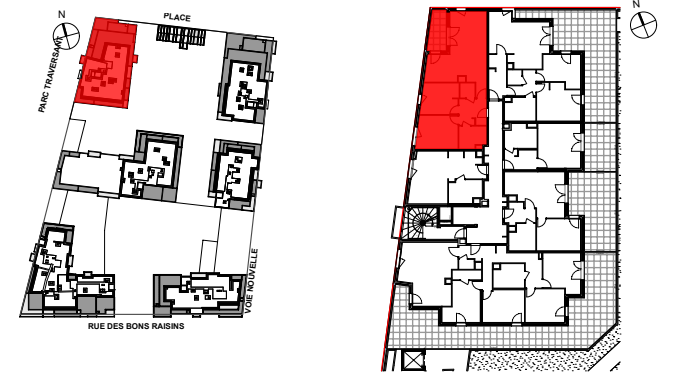 N
PLACE
PARC TRAVERSANT
VOIE NOUVELLE
RUE DES BONS RAISINS
N